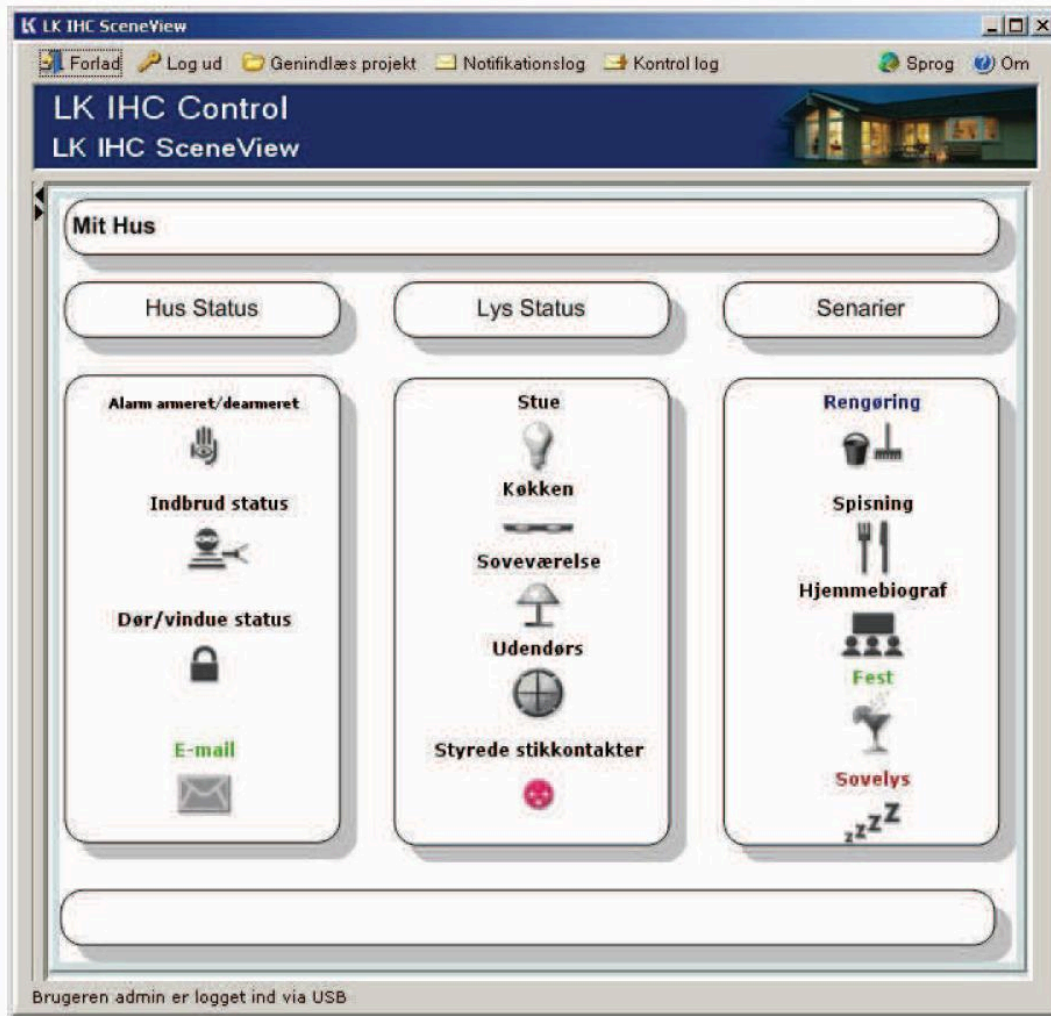 LK IHC SceneView
Forlad Log ud Genindlæs projekt Notifikationslog Kontrol log Sprog Om
LK IHC Control
LK IHC SceneView
Mit Hus
Hus Status
Lys Status
Senarier
Alarm armeret/dearmeret
Indbrud status
Dør/vindue status
E-mail
Stue
Køkken
Soveværelse
Udendørs
Styrede stikkontakter
Rengøring
Spisning
Hjemmebiograf
Fest
Sovelys
zzZZ
Brugeren admin er logget ind via USB